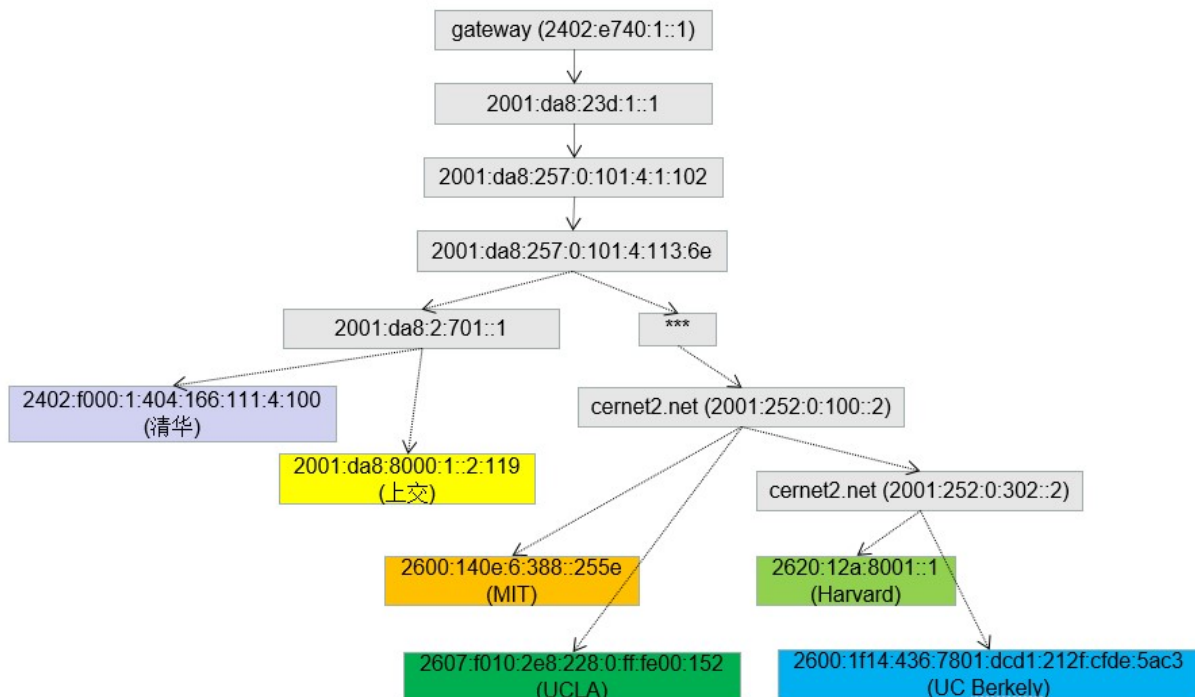 gateway (2402:e740:1::1)
2001:da8:23d:1::1
2001:da8:257:0:101:4:1:102
2001:da8:257:0:101:4:113:6e
2001:da8:2:701::1
***
2402:f000:1:404:166:111:4:100
(清华)
cernet2.net (2001:252:0:100::2)
2001:da8:8000:1::2:119
(上交)
cernet2.net (2001:252:0:302::2)
2600:140e:6:388::255e
(MIT)
2620:12a:8001::1
(Harvard)
2607:f010:2e8:228:0:ff:fe00:152
(UCLA)
2600:1f14:436:7801:dcd1:212f:cfde:5ac3
(UC Berkely)